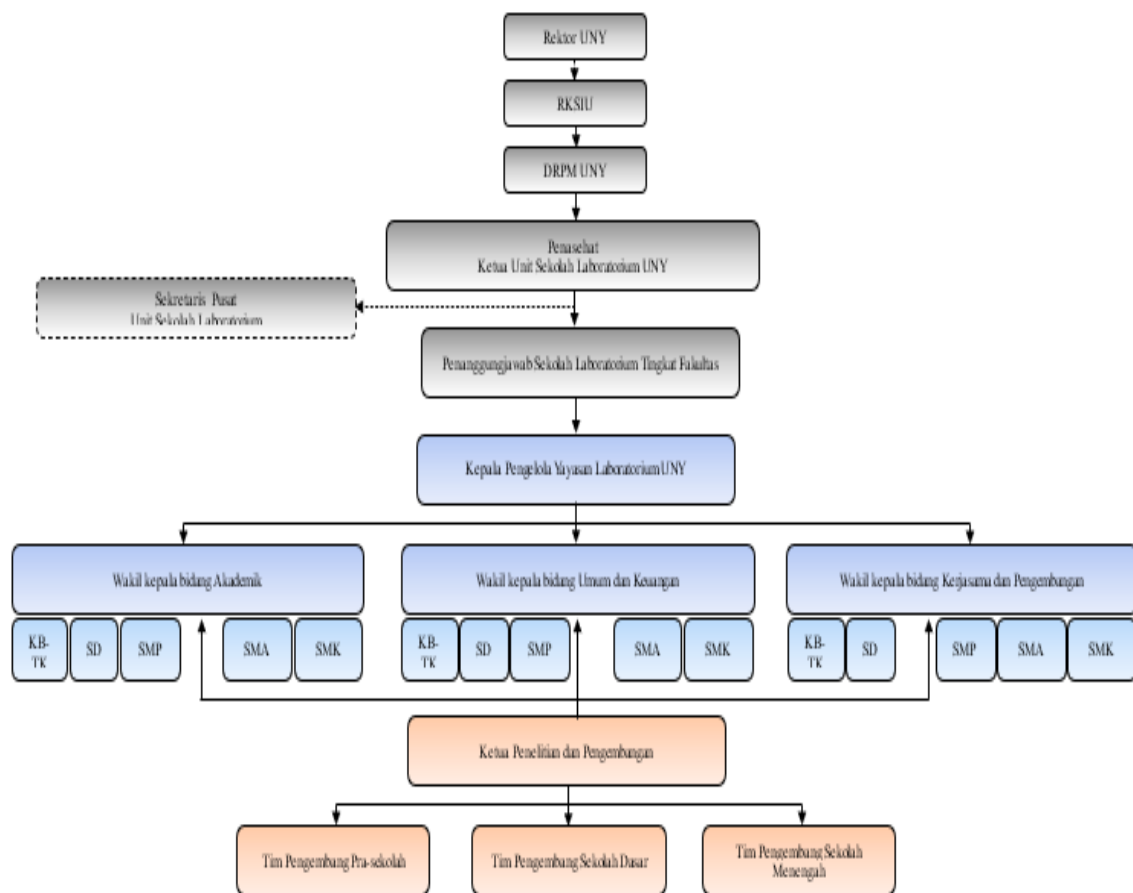 Rektor UNY
RKSIU
DRPM UNY
Penasehat
Ketua Unit Sekolah Laboratorium UNY
Sekretaris Pusat
Unit Sekolah Laboratorium
Penanggungjawab Sekolah Laboratorium Tingkat Fakultas
Kepala Pengelola Yayasan Laboratorium UNY
Wakil kepala bidang Akademik
Wakil kepala bidang Umum dan Keuangan
Wakil kepala bidang Kerjasama dan Pengembangan
KB-
TK
SD
SMP
SMA
SMK
KB-
TK
SD
SMP
SMA
SMK
KB-
TK
SD
SMP
SMA
SMK
Ketua Penelitian dan Pengembangan
Tim Pengembang Pra-sekolah
Tim Pengembang Sekolah Dasar
Tim Pengembang Sekolah
Menengah